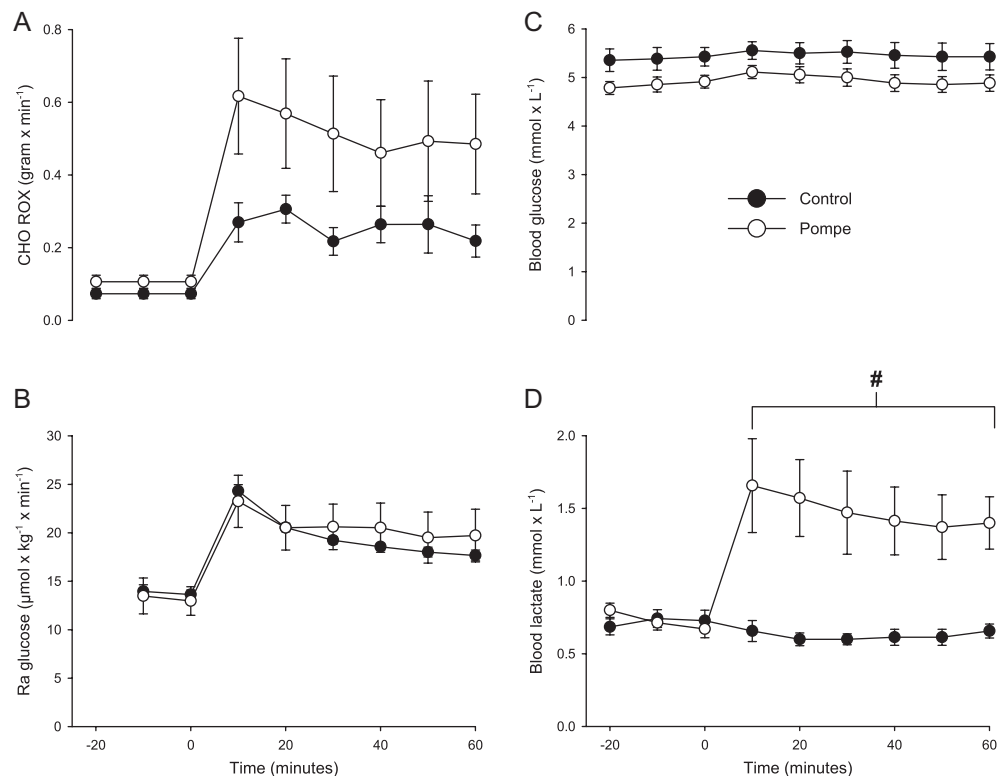 A
CHO ROX (gram x min⁻¹)
0.8
0.6
0.4
0.2
0.0
C
Blood glucose (mmol x L⁻¹)
6
5
4
3
2
1
0
Control
Pompe
B
Ra glucose (μmol x kg⁻¹ x min⁻¹)
30
25
20
15
10
5
0
-20 0 20 40 60
Time (minutes)
D
#
Blood lactate (mmol x L⁻¹)
2.0
1.5
1.0
0.5
0.0
-20 0 20 40 60
Time (minutes)